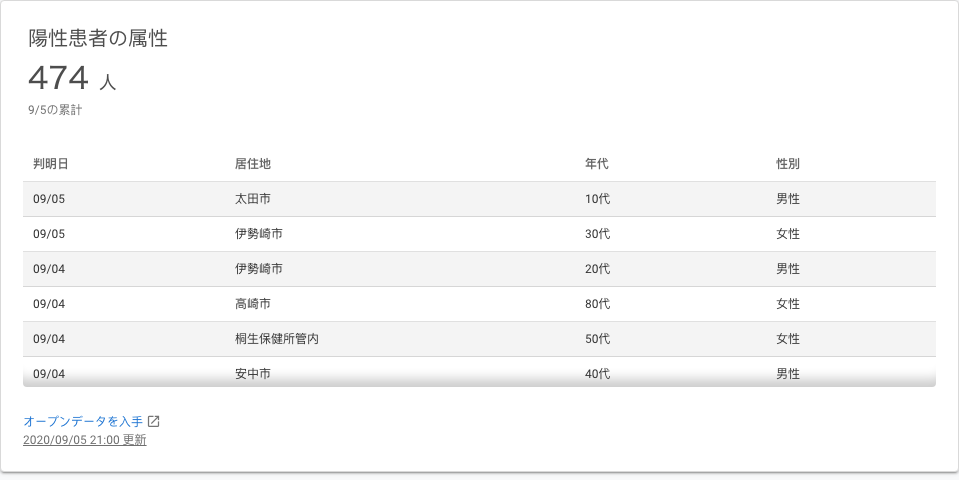 陽性患者の属性
474 人
9/5の累計
判明日 居住地 年代 性別
09/05 太田市 10代 男性
09/05 伊勢崎市 30代 女性
09/04 伊勢崎市 20代 男性
09/04 高崎市 80代 女性
09/04 桐生保健所管内 50代 女性
09/04 安中市 40代 男性
オープンデータを入手
2020/09/05 21:00 更新